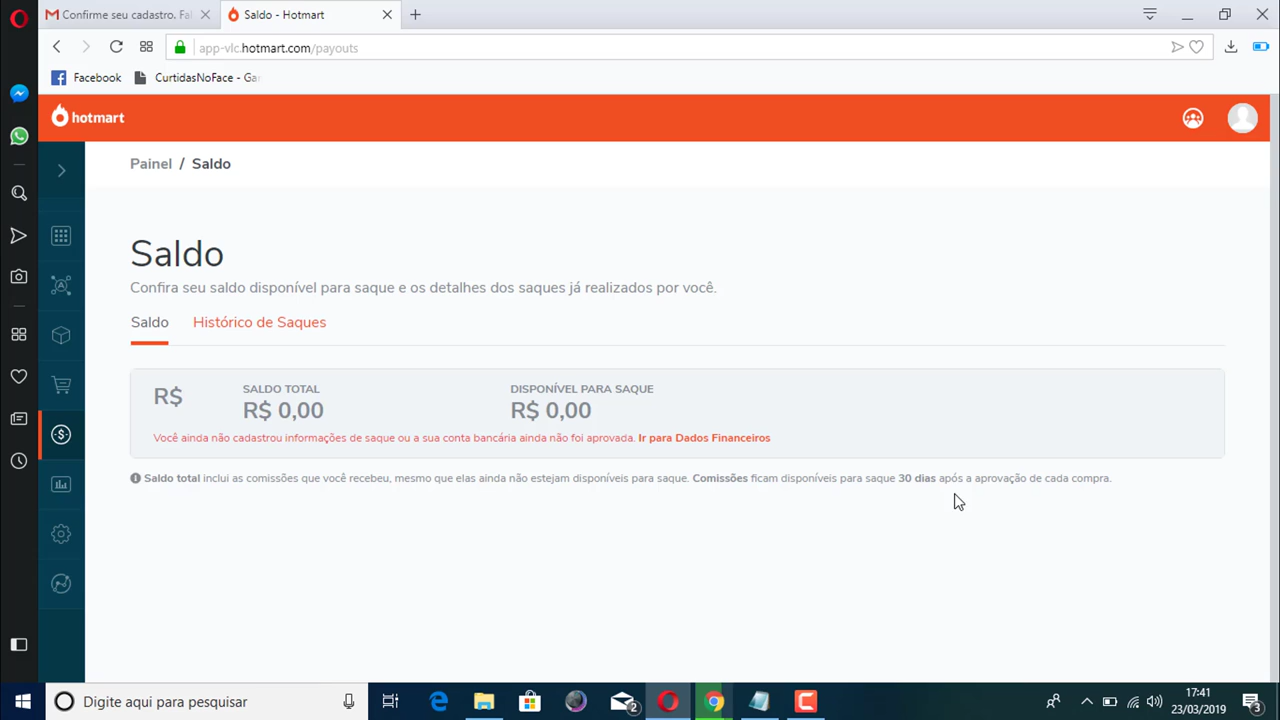 Confirme seu cadastro. Fal
Saldo - Hotmart
app-vlc.hotmart.com/payouts
Facebook
CurtidasNoFace - Gar
hotmart
Painel / Saldo
Saldo
Confira seu saldo disponível para saque e os detalhes dos saques já realizados por você.
Saldo Histórico de Saques
R$
SALDO TOTAL
R$ 0,00
DISPONÍVEL PARA SAQUE
R$ 0,00
Você ainda não cadastrou informações de saque ou a sua conta bancária ainda não foi aprovada. Ir para Dados Financeiros
Saldo total inclui as comissões que você recebeu, mesmo que elas ainda não estejam disponíveis para saque. Comissões ficam disponíveis para saque 30 dias após a aprovação de cada compra.
Digite aqui para pesquisar
2
17:41
23/03/2019
3